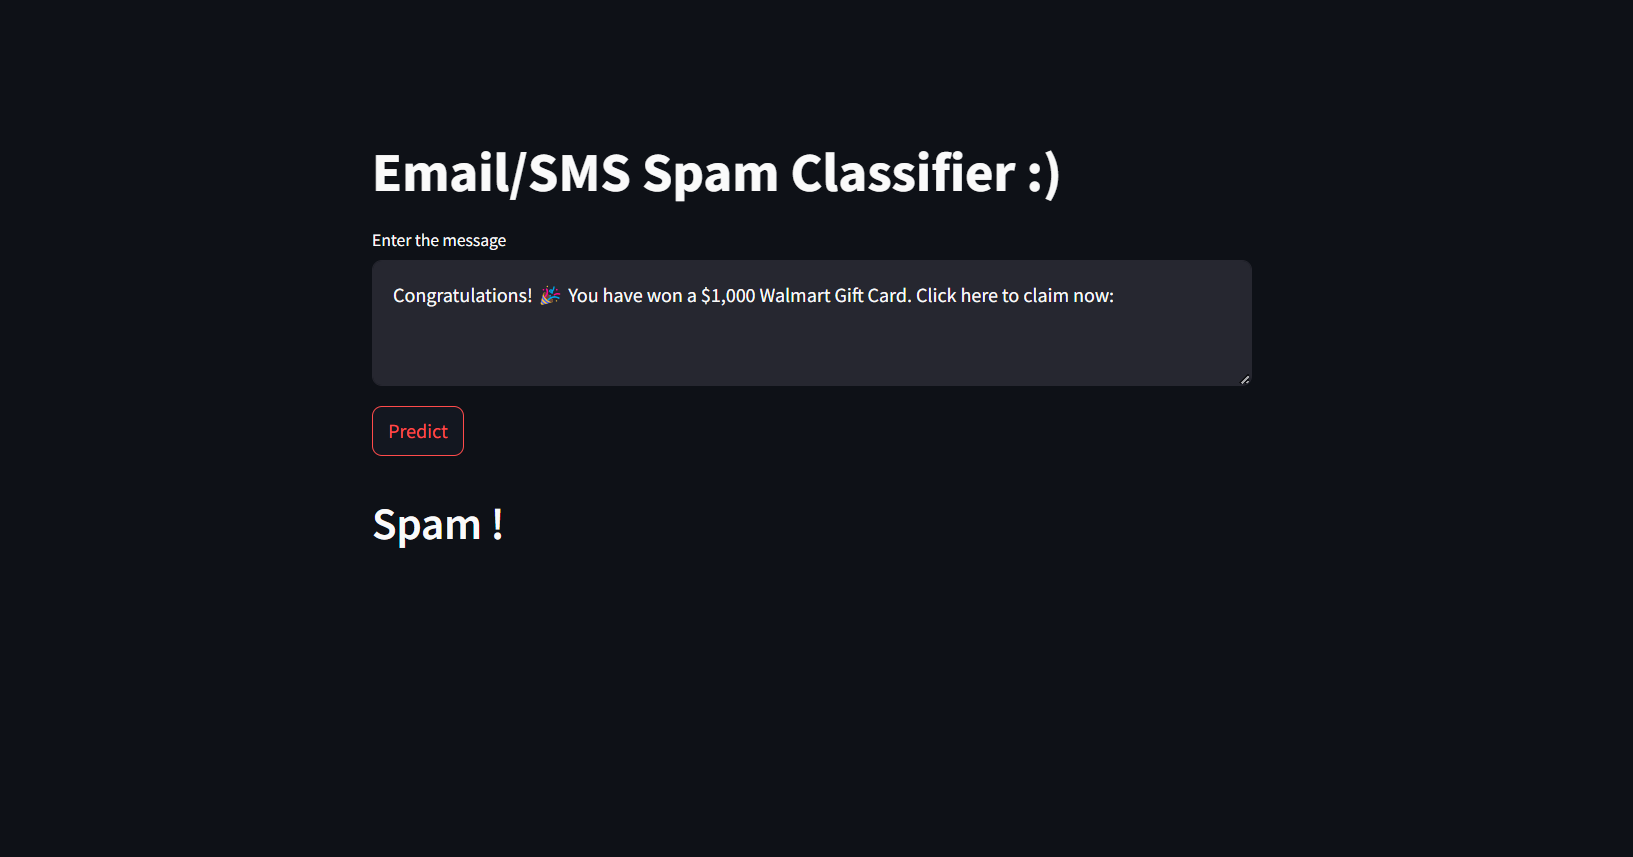 Email/SMS Spam Classifier :)
Enter the message
Congratulations! 🎉 You have won a $1,000 Walmart Gift Card. Click here to claim now:
Predict
Spam !